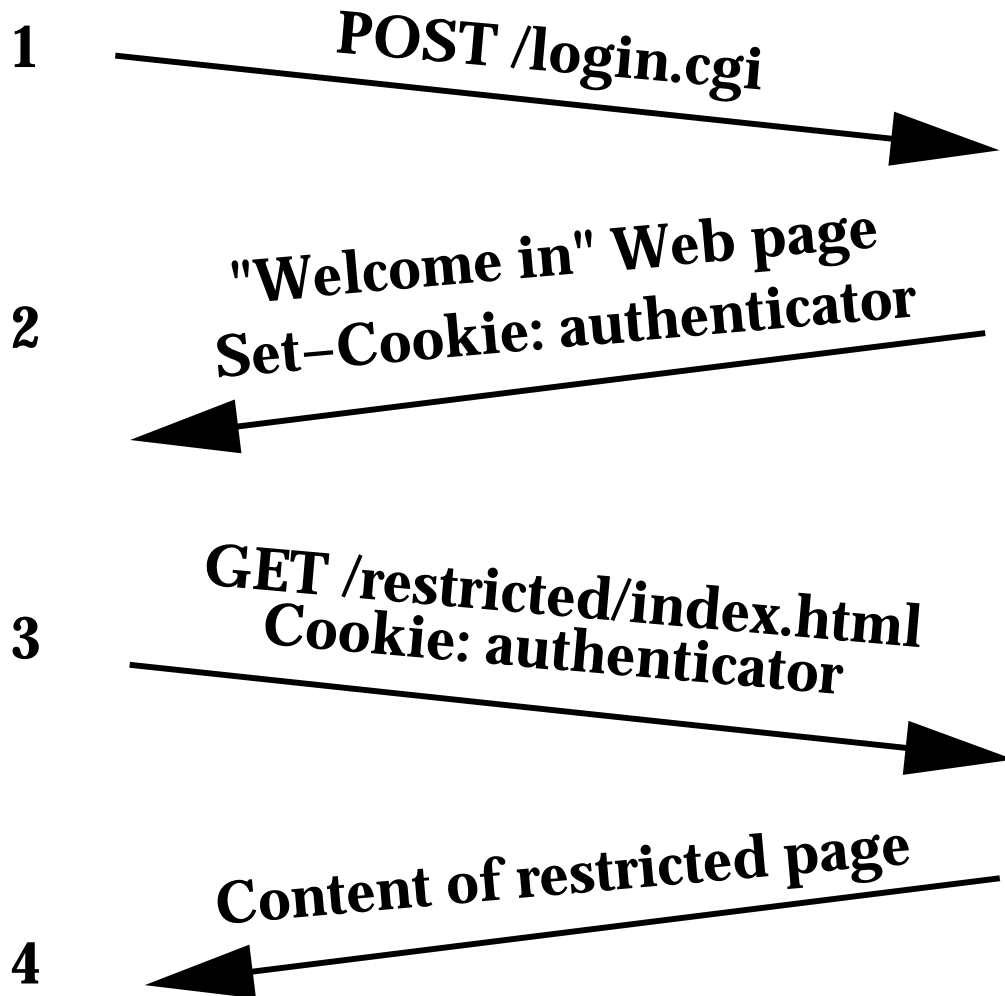 1
POST /login.cgi
"Welcome in" Web page
2
Set–Cookie: authenticator
GET /restricted/index.html
3
Cookie: authenticator
Content of restricted page
4